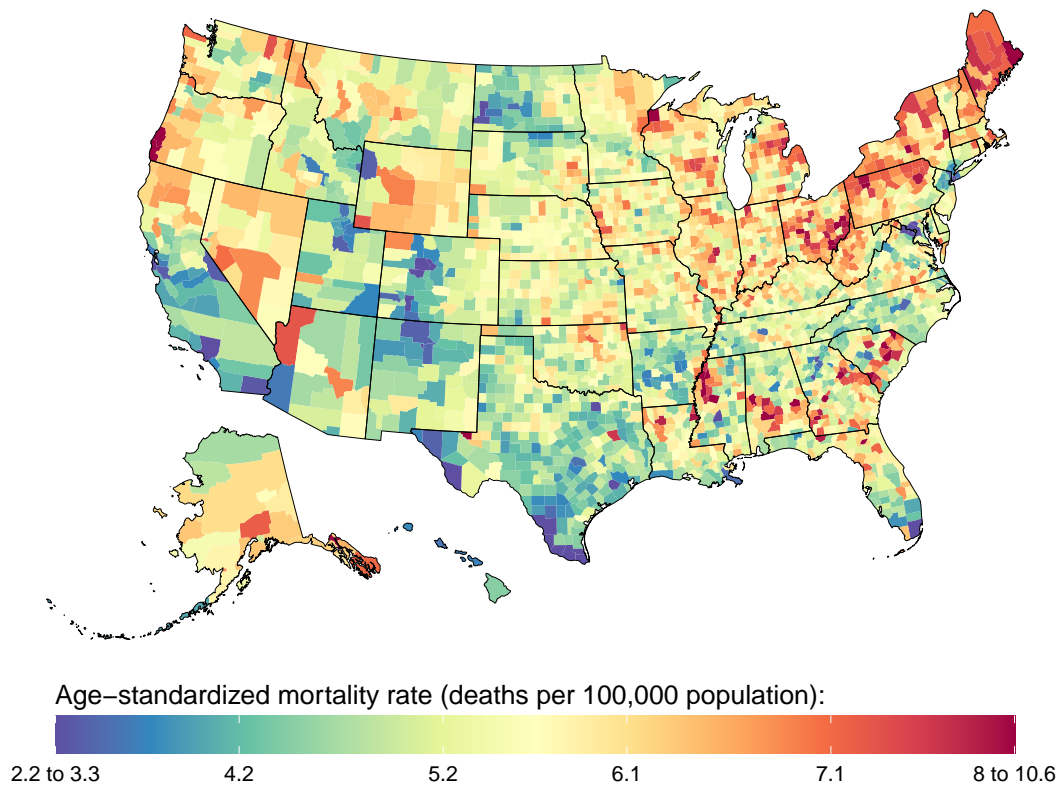 Age−standardized mortality rate (deaths per 100,000 population):
2.2 to 3.3 4.2 5.2 6.1 7.1 8 to 10.6